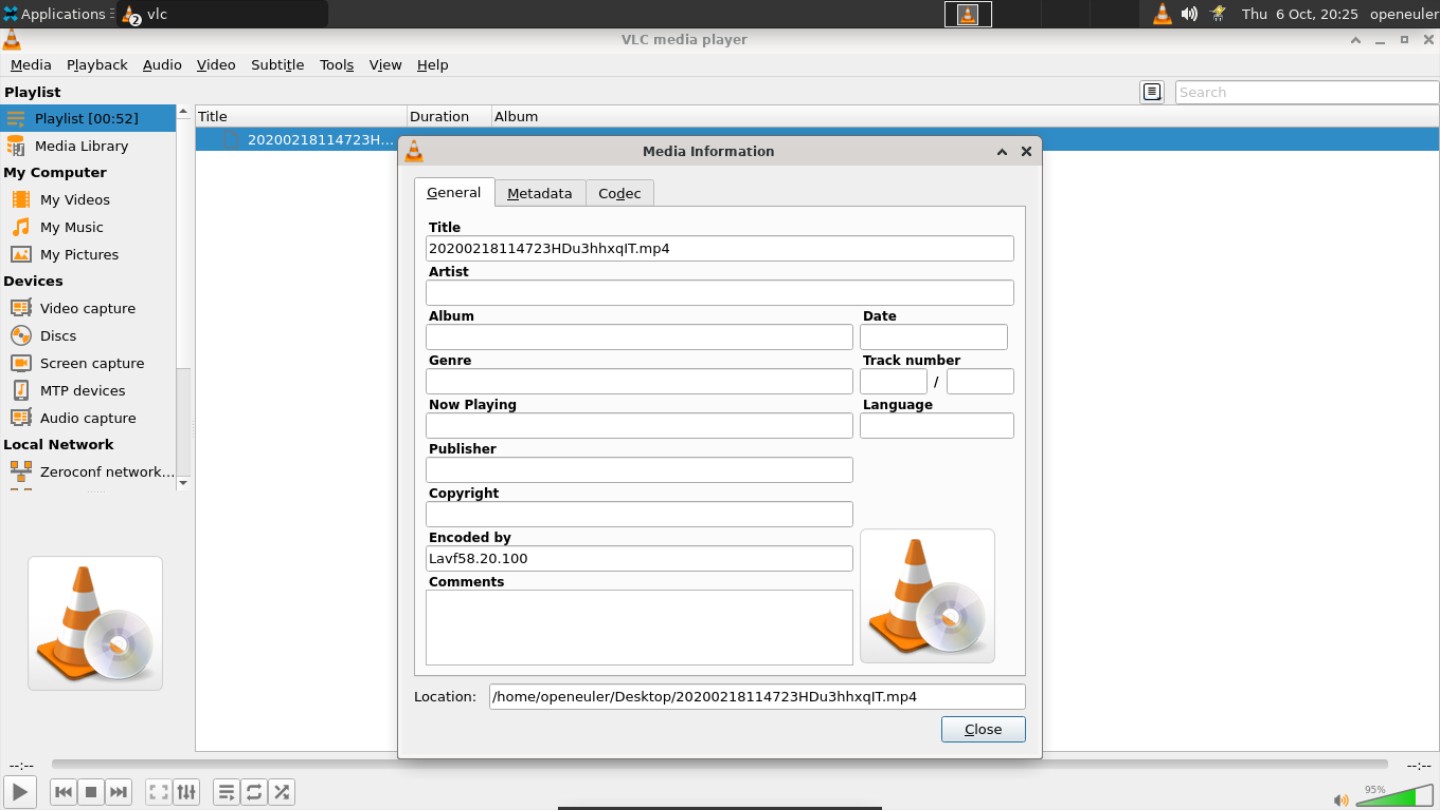 Applications
2 vlc
Thu 6 Oct, 20:25 openeuler
VLC media player
Media Playback Audio Video Subtitle Tools View Help
Playlist
Search
Playlist [00:52]
Media Library
My Computer
My Videos
My Music
My Pictures
Devices
Video capture
Discs
Screen capture
MTP devices
Audio capture
Local Network
Zeroconf network...
Title Duration Album
20200218114723H...
Media Information
General Metadata Codec
Title
20200218114723HDu3hhxqIT.mp4
Artist
Album Date
Genre Track number
/
Now Playing Language
Publisher
Copyright
Encoded by
Lavf58.20.100
Comments
Location: /home/openeuler/Desktop/20200218114723HDu3hhxqIT.mp4
Close
--:-- --:--
95%